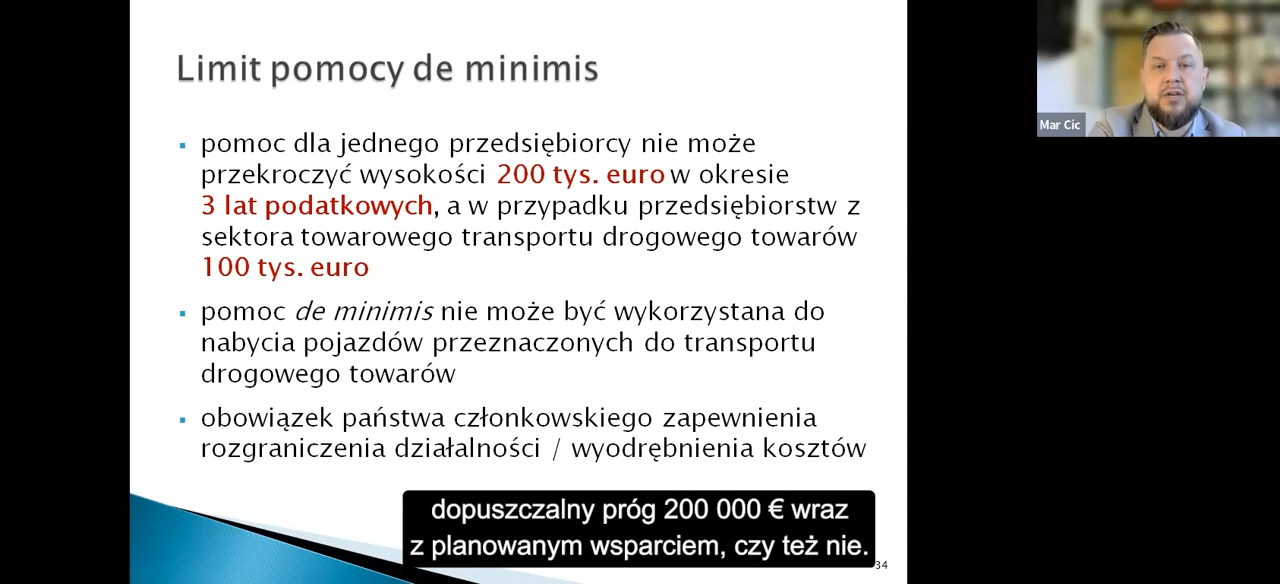 Limit pomocy de minimis
▪ pomoc dla jednego przedsiębiorcy nie może
przekroczyć wysokości 200 tys. euro w okresie
3 lat podatkowych, a w przypadku przedsiębiorstw z
sektora towarowego transportu drogowego towarów
100 tys. euro
▪ pomoc de minimis nie może być wykorzystana do
nabycia pojazdów przeznaczonych do transportu
drogowego towarów
▪ obowiązek państwa członkowskiego zapewnienia
rozgraniczenia działalności / wyodrębnienia kosztów
dopuszczalny próg 200 000 € wraz
z planowanym wsparciem, czy też nie.
34
Mar Cic